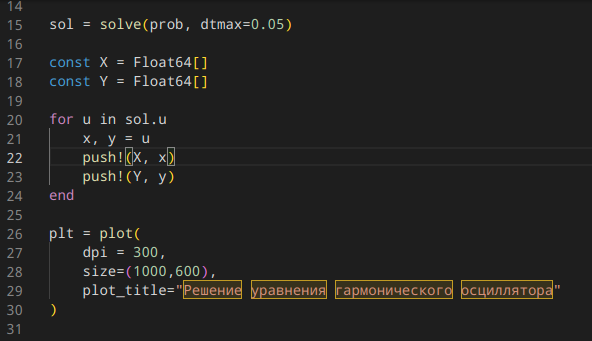 14
15 sol = solve(prob, dtmax=0.05)
16
17 const X = Float64[]
18 const Y = Float64[]
19
20 for u in sol.u
21 x, y = u
22 push!(X, x)
23 push!(Y, y)
24 end
25
26 plt = plot(
27 dpi = 300,
28 size=(1000,600),
29 plot_title="Решение уравнения гармонического осциллятора"
30 )
31